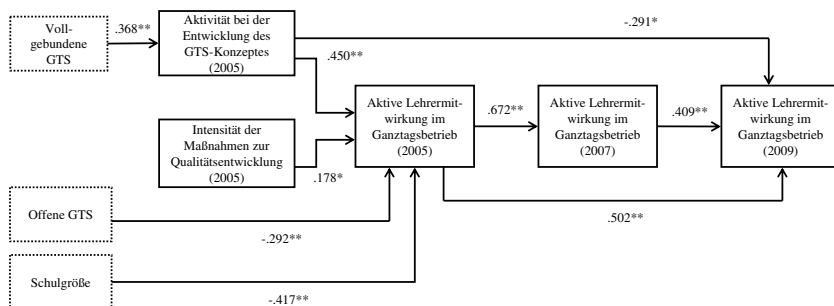 Voll-
gebundene
GTS
.368**
Aktivität bei der
Entwicklung des
GTS-Konzeptes
(2005)
-.291*
.450**
Intensität der
Maßnahmen zur
Qualitätsentwicklung
(2005)
.178*
Aktive Lehrermit-
wirkung im
Ganztagsbetrieb
(2005)
.672**
Aktive Lehrermit-
wirkung im
Ganztagsbetrieb
(2007)
.409**
Aktive Lehrermit-
wirkung im
Ganztagsbetrieb
(2009)
.502**
Offene GTS
-.292**
Schulgröße
-.417**